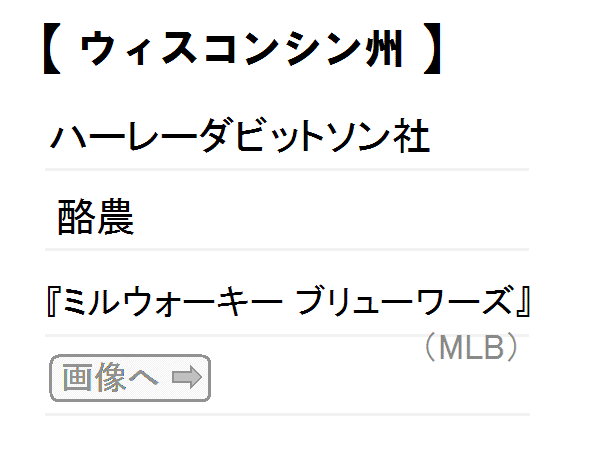 【 ウィスコンシン州 】
ハーレーダビットソン社
酪農
『ミルウォーキー ブリューワーズ』
（MLB）
画像へ ⇨